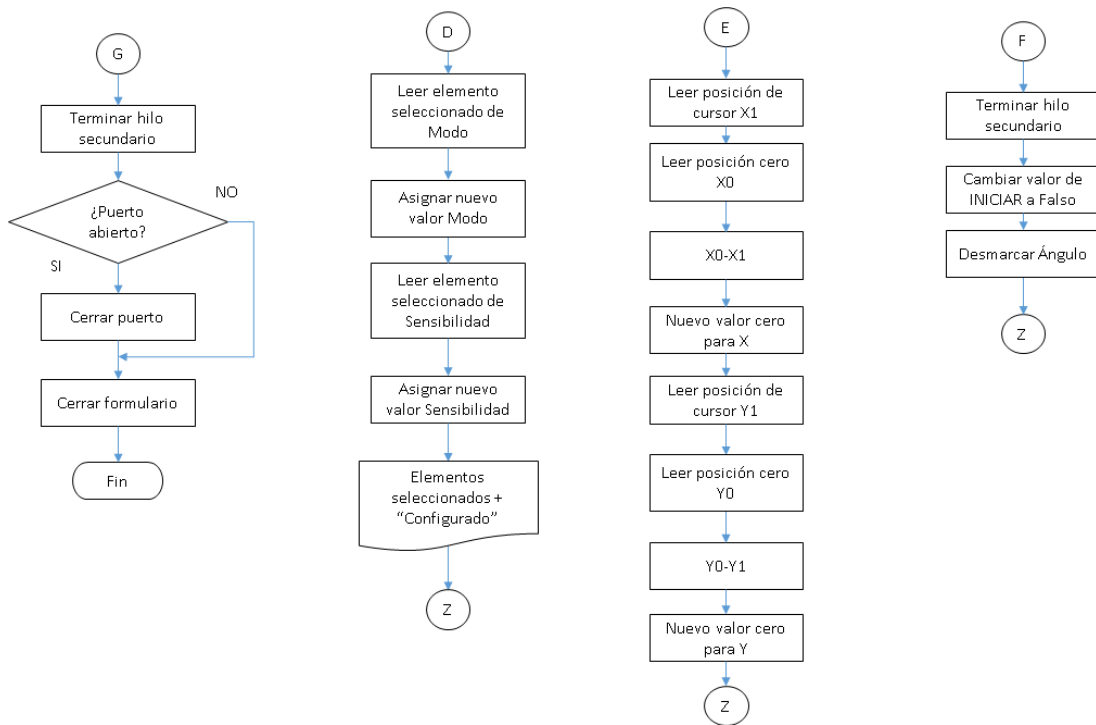 G
Terminar hilo
secundario
¿Puerto
abierto?
NO
SI
Cerrar puerto
Cerrar formulario
Fin
D
Leer elemento
seleccionado de
Modo
Asignar nuevo
valor Modo
Leer elemento
seleccionado de
Sensibilidad
Asignar nuevo
valor Sensibilidad
Elementos
seleccionados +
“Configurado”
Z
E
Leer posición de
cursor X1
Leer posición cero
X0
X0-X1
Nuevo valor cero
para X
Leer posición de
cursor Y1
Leer posición cero
Y0
Y0-Y1
Nuevo valor cero
para Y
Z
F
Terminar hilo
secundario
Cambiar valor de
INICIAR a Falso
Desmarcar Ángulo
Z